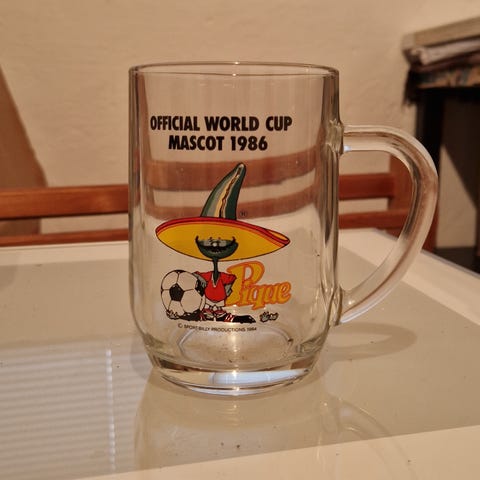 OFFICIAL WORLD CUP
MASCOT 1986
®
Pique
© SPORT-BILLY PRODUCTIONS 1984